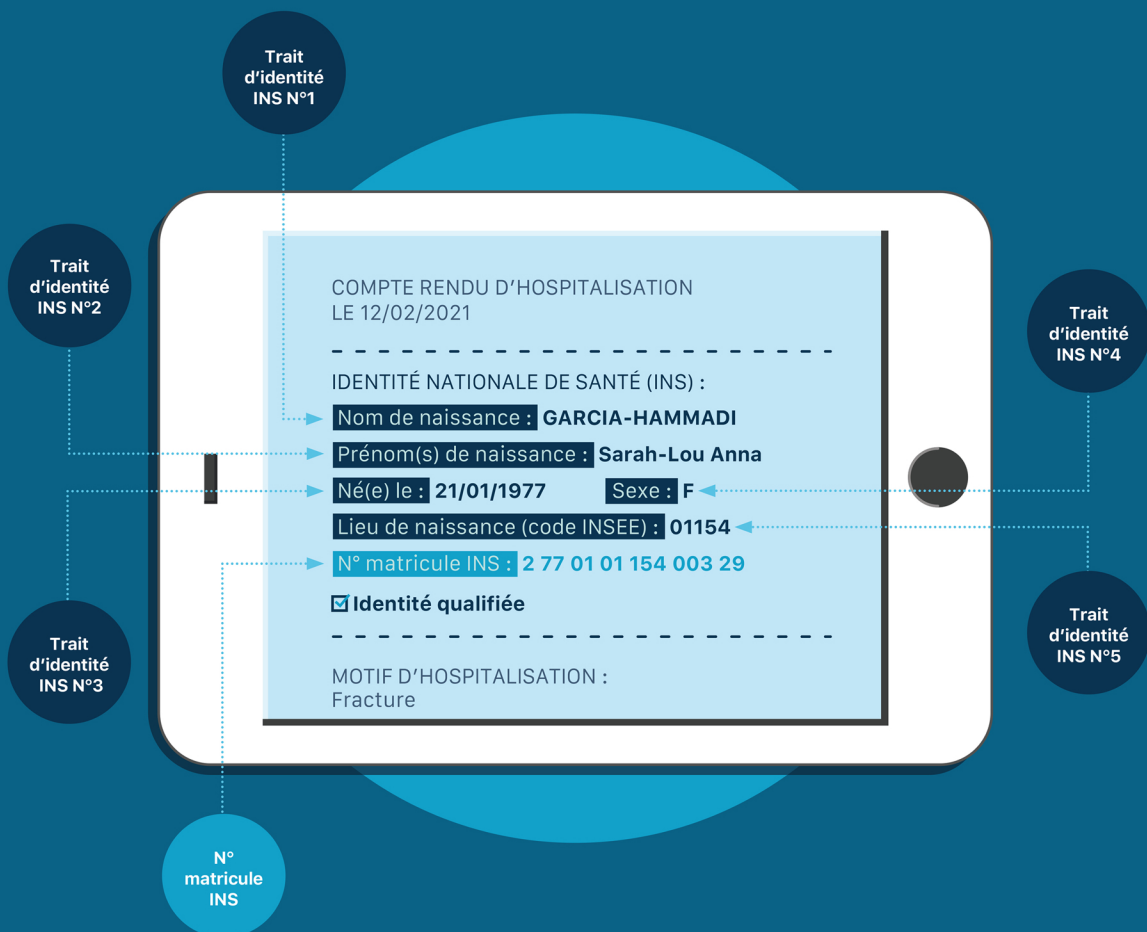 Trait
d'identité
INS N°1
Trait
d'identité
INS N°2
Trait
d'identité
INS N°3
N°
matricule
INS
COMPTE RENDU D'HOSPITALISATION
LE 12/02/2021
IDENTITÉ NATIONALE DE SANTÉ (INS) :
Nom de naissance : GARCIA-HAMMADI
Prénom(s) de naissance : Sarah-Lou Anna
Né(e) le : 21/01/1977 Sexe : F
Lieu de naissance (code INSEE) : 01154
N° matricule INS : 2 77 01 01 154 003 29
Identité qualifiée
MOTIF D'HOSPITALISATION :
Fracture
Trait
d'identité
INS N°4
Trait
d'identité
INS N°5